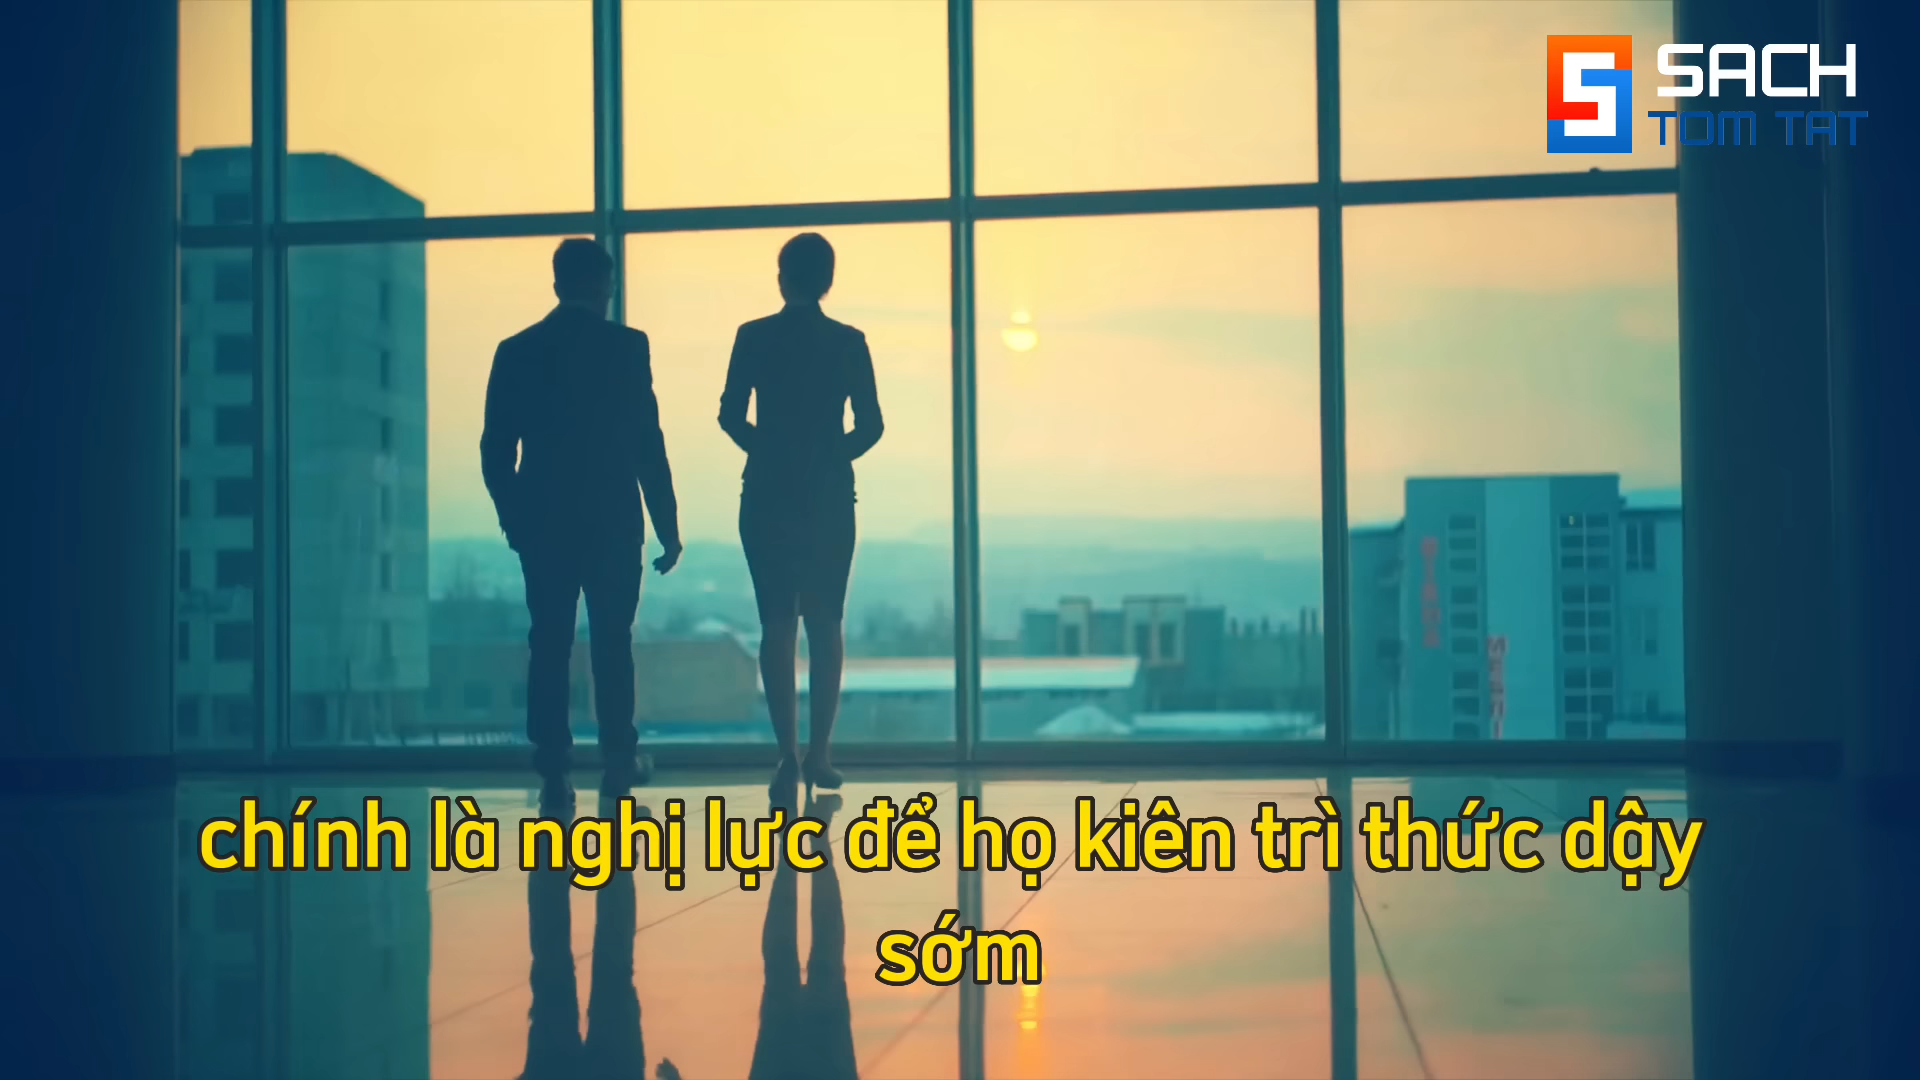 SACH
TOM TAT
chính là nghị lực để họ kiên trì thức dậy
sớm